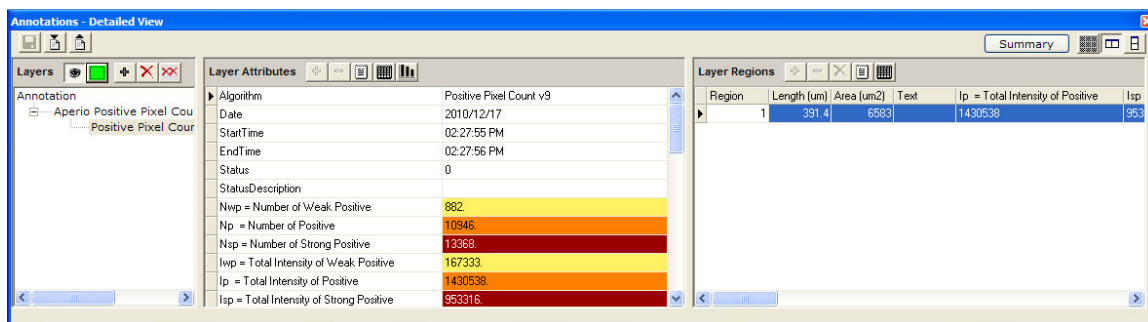 Annotations - Detailed View
Summary
Layers
Annotation
Aperio Positive Pixel Cou
Positive Pixel Cour
Layer Attributes
Algorithm Positive Pixel Count v9
Date 2010/12/17
StartTime 02:27:55 PM
EndTime 02:27:56 PM
Status 0
StatusDescription
Nwp = Number of Weak Positive 882.
Np = Number of Positive 10946.
Nsp = Number of Strong Positive 13368.
Iwp = Total Intensity of Weak Positive 167333.
Ip = Total Intensity of Positive 1430538.
Isp = Total Intensity of Strong Positive 953316.
Layer Regions
Region Length (um) Area (um2) Text Ip = Total Intensity of Positive Isp
1 391.4 6583 1430538 953